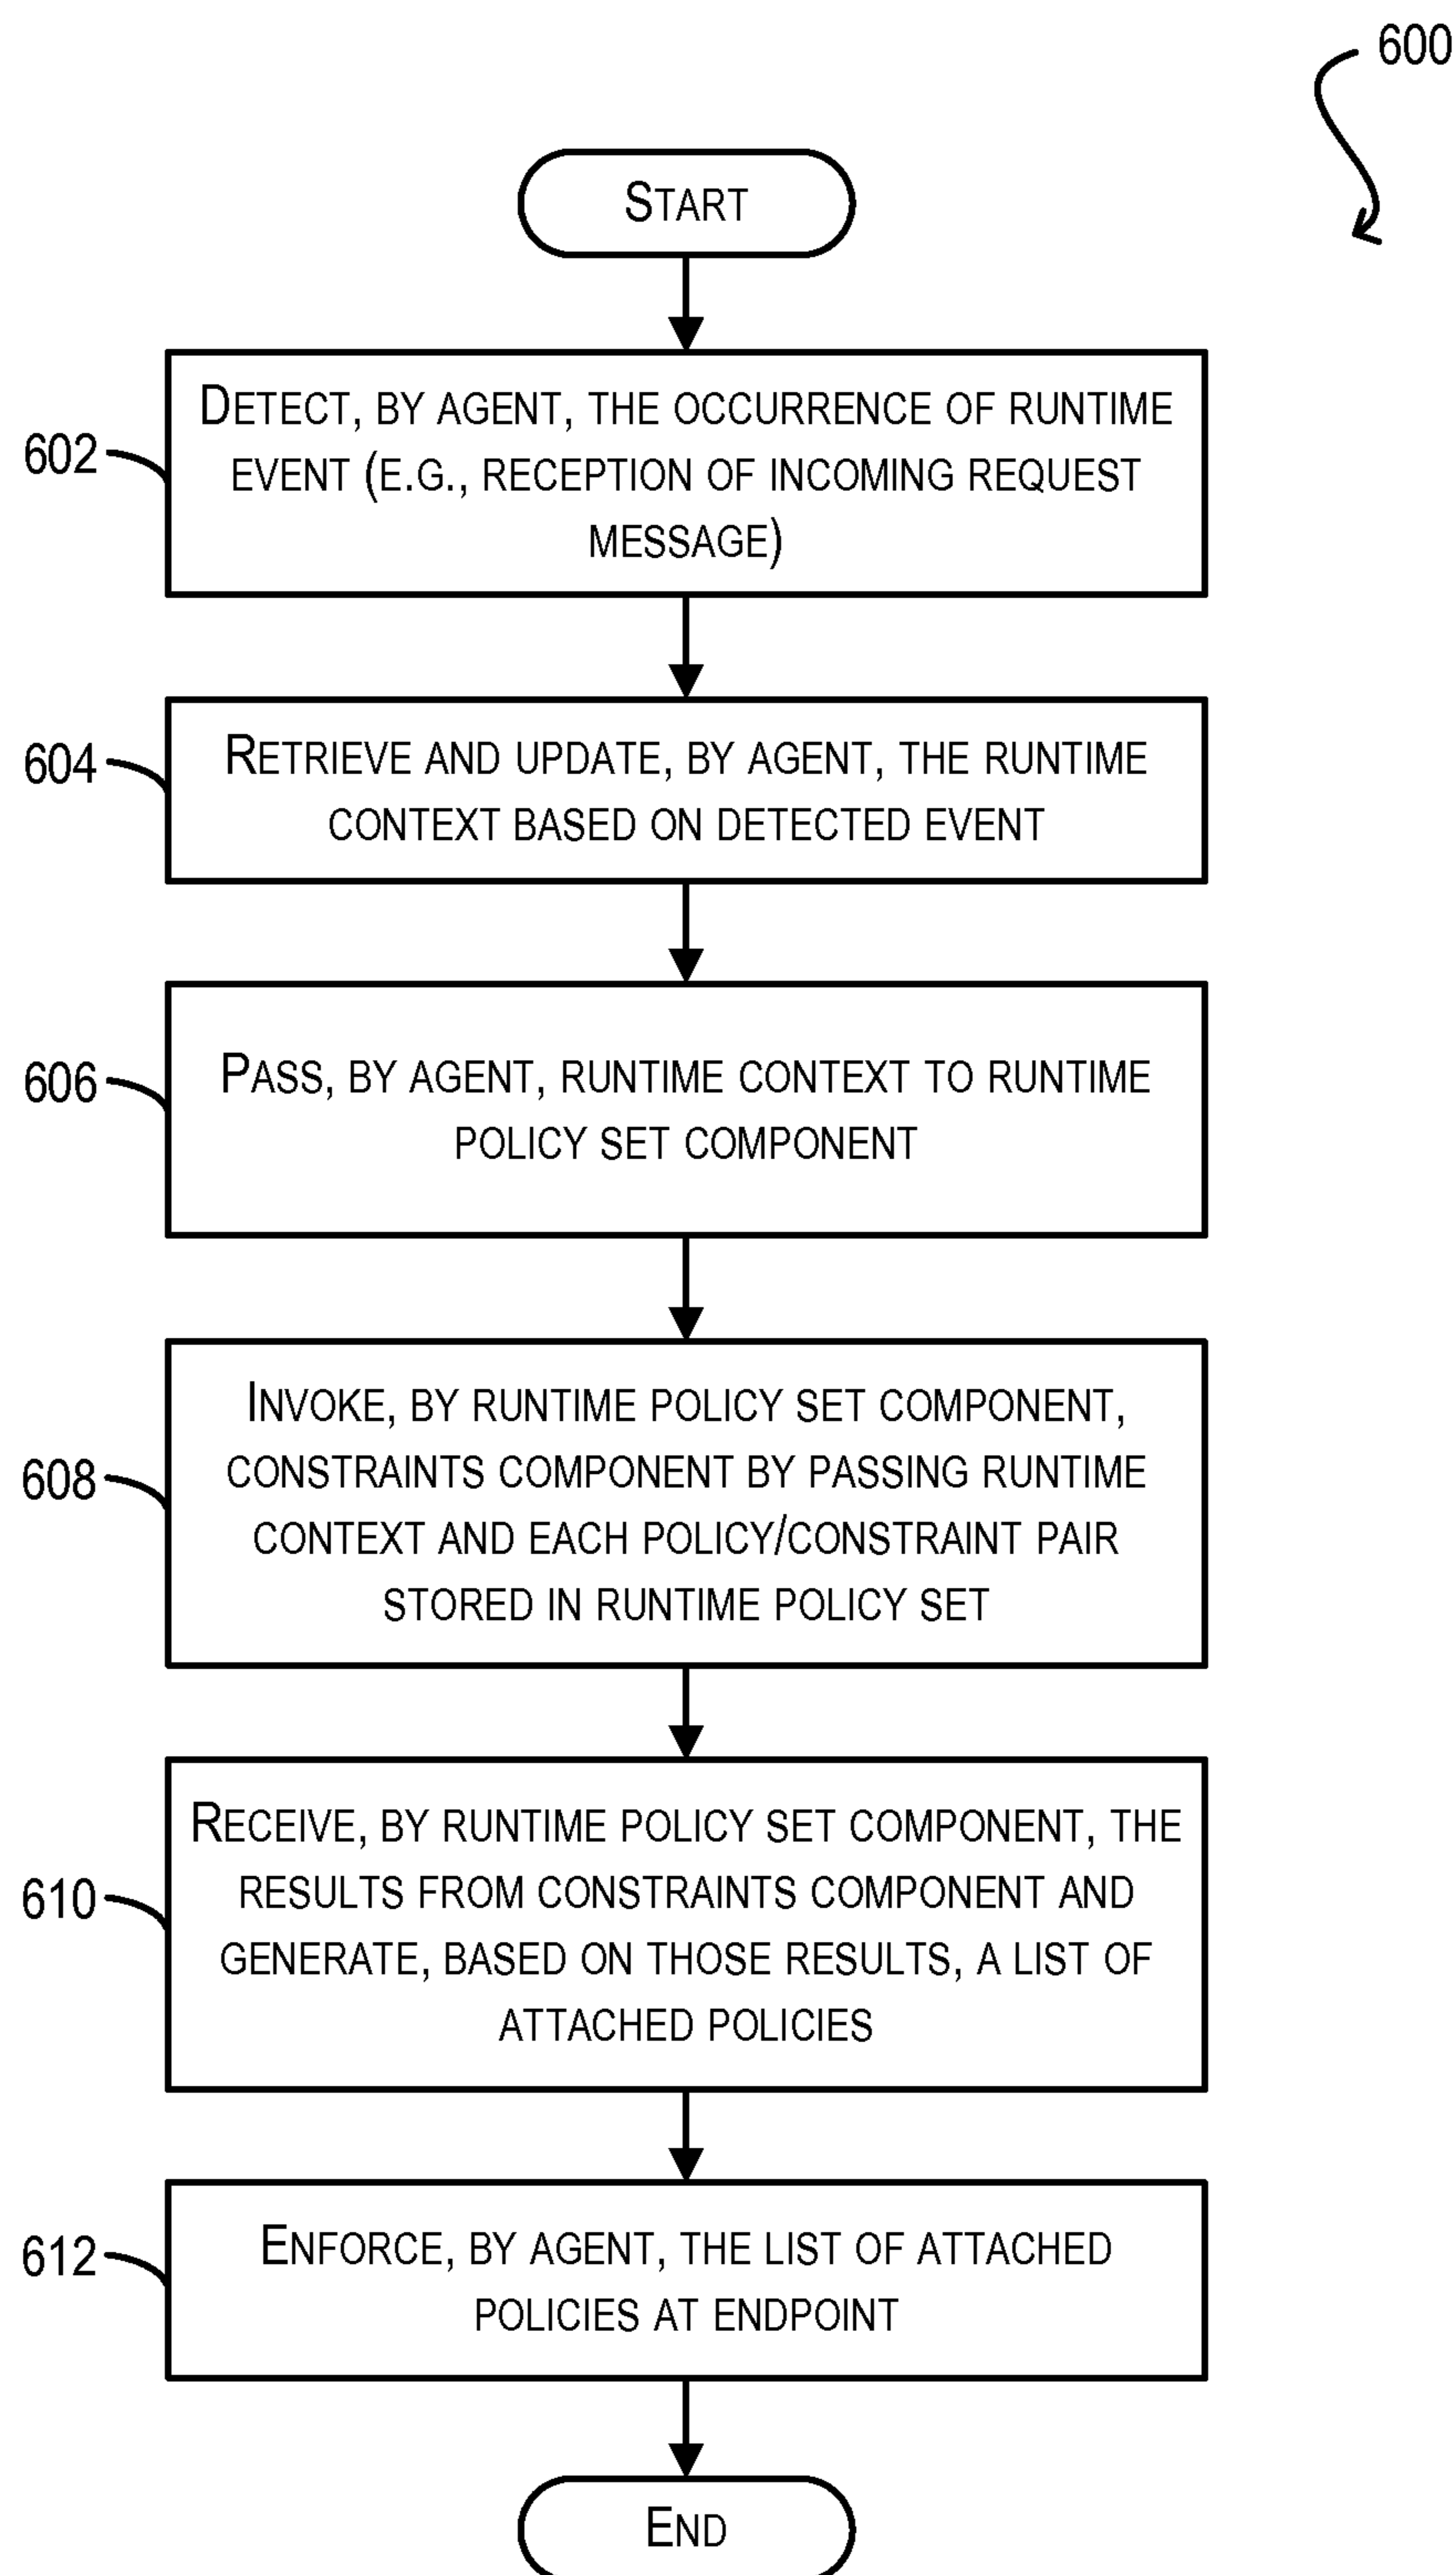 600
START
602
DETECT, BY AGENT, THE OCCURRENCE OF RUNTIME
EVENT (E.G., RECEPTION OF INCOMING REQUEST
MESSAGE)
604
RETRIEVE AND UPDATE, BY AGENT, THE RUNTIME
CONTEXT BASED ON DETECTED EVENT
606
PASS, BY AGENT, RUNTIME CONTEXT TO RUNTIME
POLICY SET COMPONENT
608
INVOKE, BY RUNTIME POLICY SET COMPONENT,
CONSTRAINTS COMPONENT BY PASSING RUNTIME
CONTEXT AND EACH POLICY/CONSTRAINT PAIR
STORED IN RUNTIME POLICY SET
610
RECEIVE, BY RUNTIME POLICY SET COMPONENT, THE
RESULTS FROM CONSTRAINTS COMPONENT AND
GENERATE, BASED ON THOSE RESULTS, A LIST OF
ATTACHED POLICIES
612
ENFORCE, BY AGENT, THE LIST OF ATTACHED
POLICIES AT ENDPOINT
END